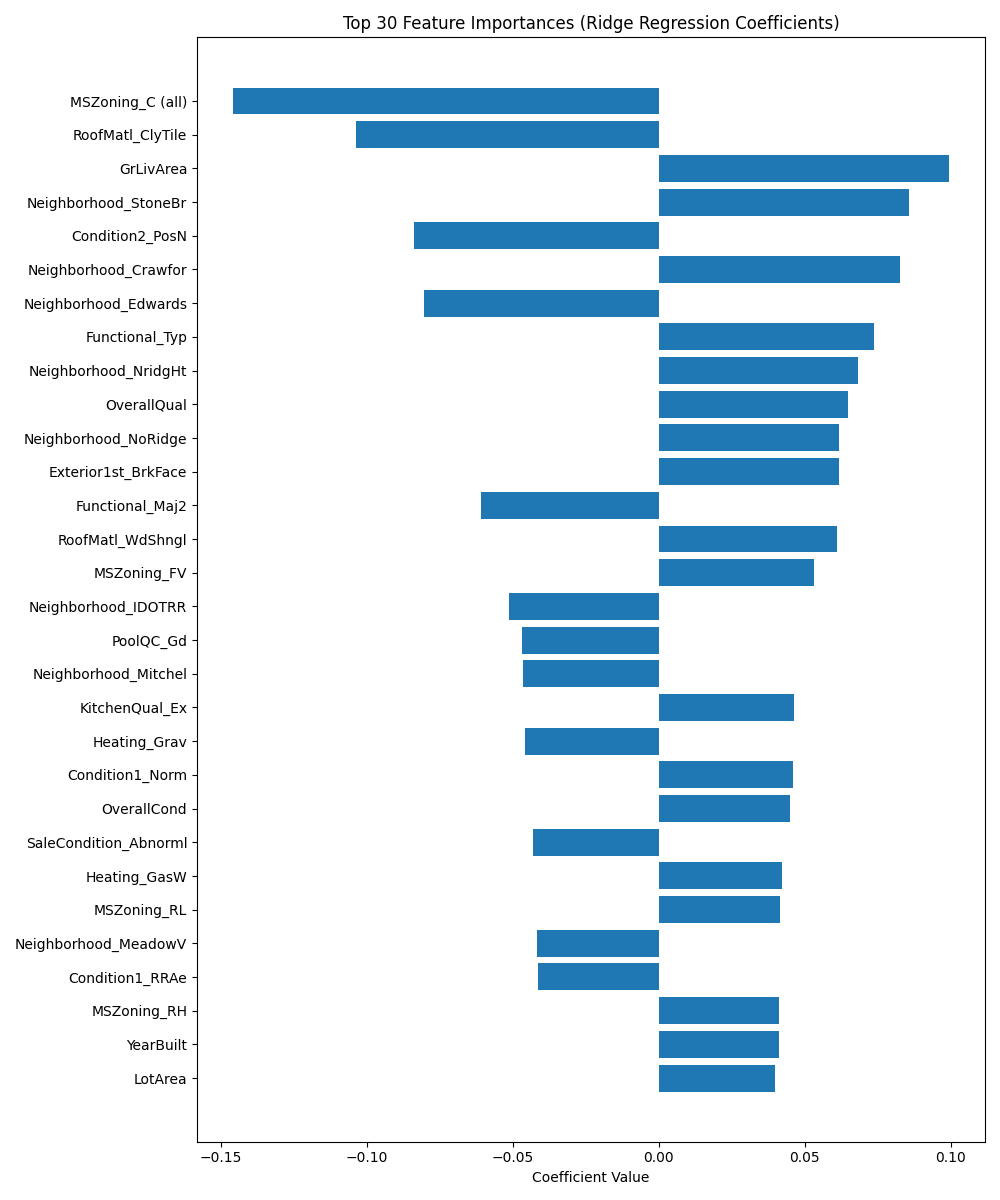 Top 30 Feature Importances (Ridge Regression Coefficients)
MSZoning_C (all)
RoofMatl_ClyTile
GrLivArea
Neighborhood_StoneBr
Condition2_PosN
Neighborhood_Crawfor
Neighborhood_Edwards
Functional_Typ
Neighborhood_NridgHt
OverallQual
Neighborhood_NoRidge
Exterior1st_BrkFace
Functional_Maj2
RoofMatl_WdShngl
MSZoning_FV
Neighborhood_IDOTRR
PoolQC_Gd
Neighborhood_Mitchel
KitchenQual_Ex
Heating_Grav
Condition1_Norm
OverallCond
SaleCondition_Abnorml
Heating_GasW
MSZoning_RL
Neighborhood_MeadowV
Condition1_RRAe
MSZoning_RH
YearBuilt
LotArea
−0.15 −0.10 −0.05 0.00 0.05 0.10
Coefficient Value